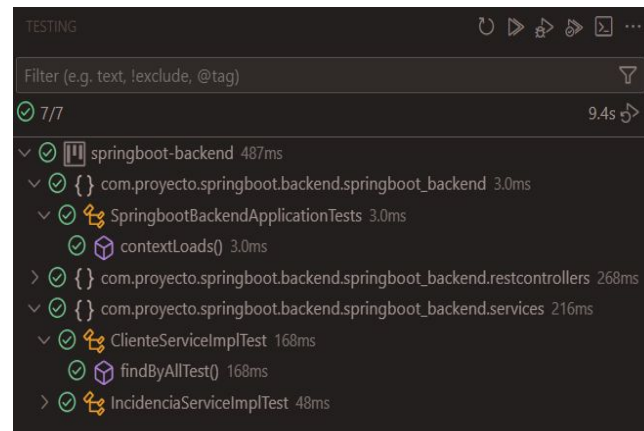 TESTING
Filter (e.g. text, !exclude, @tag)
7/7 9.4s
springboot-backend 487ms
{} com.proyecto.springboot.backend.springboot_backend 3.0ms
SpringbootBackendApplicationTests 3.0ms
contextLoads() 3.0ms
{} com.proyecto.springboot.backend.springboot_backend.restcontrollers 268ms
{} com.proyecto.springboot.backend.springboot_backend.services 216ms
ClienteServiceImplTest 168ms
findByAllTest() 168ms
IncidenciaServiceImplTest 48ms